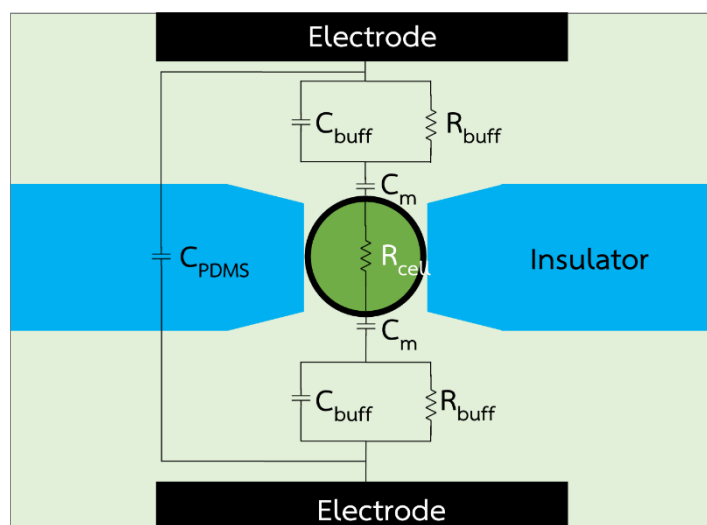 Electrode
Cbuff Rbuff
Cm
CPDMS Rcell Insulator
Cm
Cbuff Rbuff
Electrode